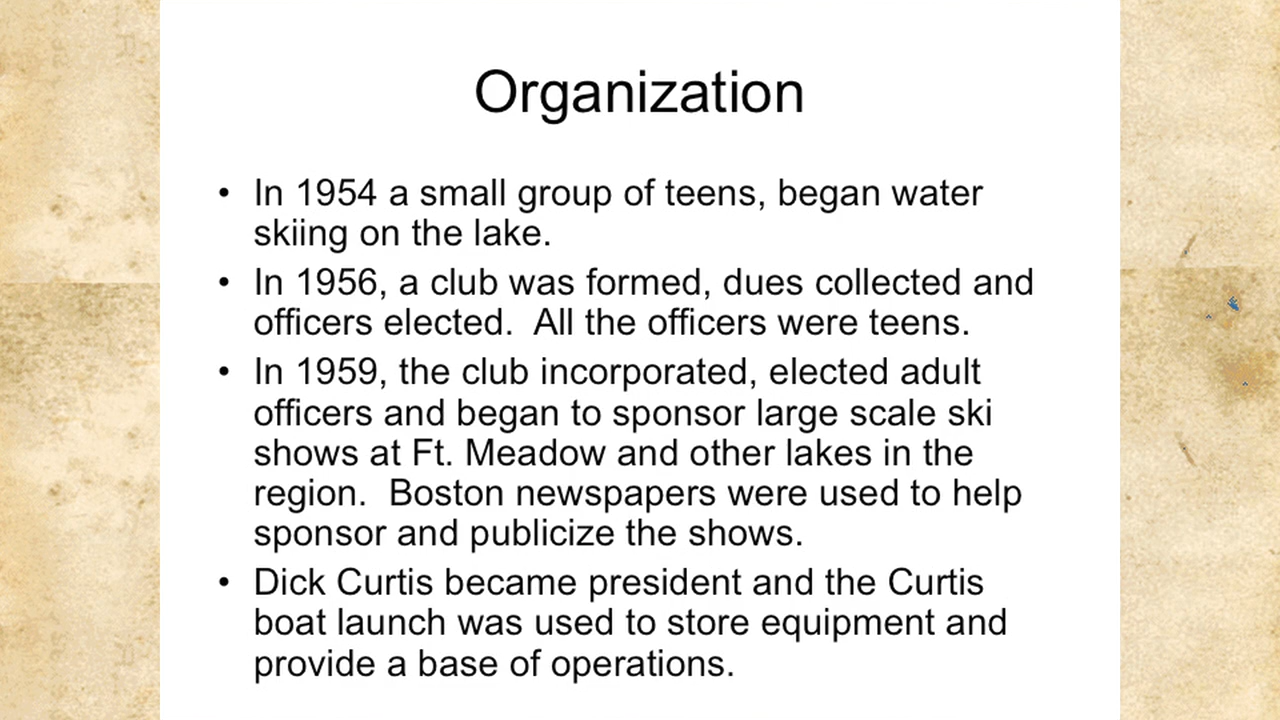 Organization
• In 1954 a small group of teens, began water
skiing on the lake.
• In 1956, a club was formed, dues collected and
officers elected.  All the officers were teens.
• In 1959, the club incorporated, elected adult
officers and began to sponsor large scale ski
shows at Ft. Meadow and other lakes in the
region.  Boston newspapers were used to help
sponsor and publicize the shows.
• Dick Curtis became president and the Curtis
boat launch was used to store equipment and
provide a base of operations.